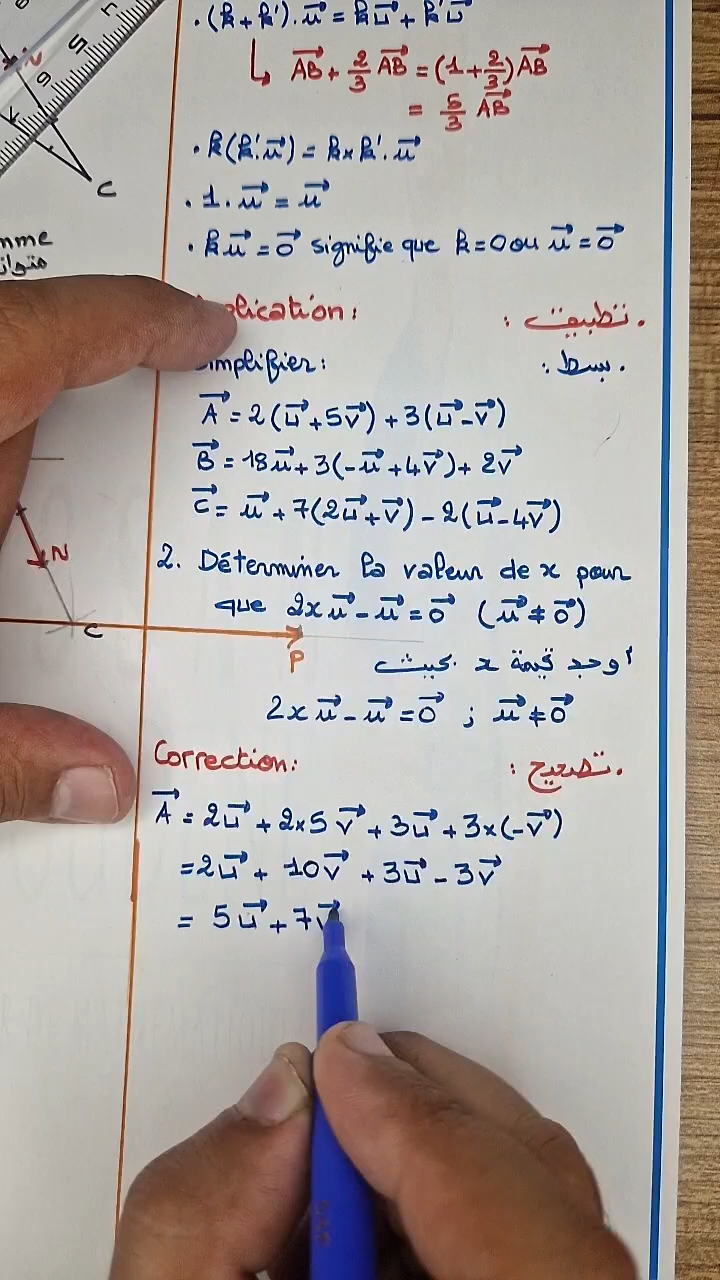 • (k + k').u⃗ = ku⃗ + k'u⃗
↳ AB⃗ + 2/3 AB⃗ = (1 + 2/3) AB⃗
= 5/3 AB⃗
• k(k'.u⃗) = k×k'.u⃗
• 1.u⃗ = u⃗
• ku⃗ = 0⃗ signifie que k=0 ou u⃗ = 0⃗
plication: تطبيق :
implifier: بسط :
A⃗ = 2(u⃗ + 5v⃗) + 3(u⃗ - v⃗)
B⃗ = 18u⃗ + 3(-u⃗ + 4v⃗) + 2v⃗
C⃗ = u⃗ + 7(2u⃗ + v⃗) - 2(u⃗ - 4v⃗)
2. Déterminer la valeur de x pour
que 2xu⃗ - u⃗ = 0⃗ (u⃗ ≠ 0⃗)
أوجد قيمة x بحيث
2xu⃗ - u⃗ = 0⃗ ; u⃗ ≠ 0⃗
Correction: تصحيح :
A⃗ = 2u⃗ + 2×5v⃗ + 3u⃗ + 3×(-v⃗)
= 2u⃗ + 10v⃗ + 3u⃗ - 3v⃗
= 5u⃗ + 7v⃗
N
6
5
C
mme
N
C
P